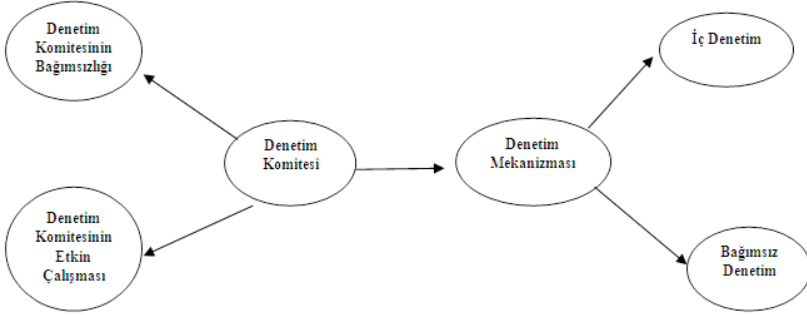 Denetim
Komitesinin
Bağımsızlığı
İç Denetim
Denetim
Komitesi
Denetim
Mekanizması
Denetim
Komitesinin
Etkin
Çalışması
Bağımsız
Denetim